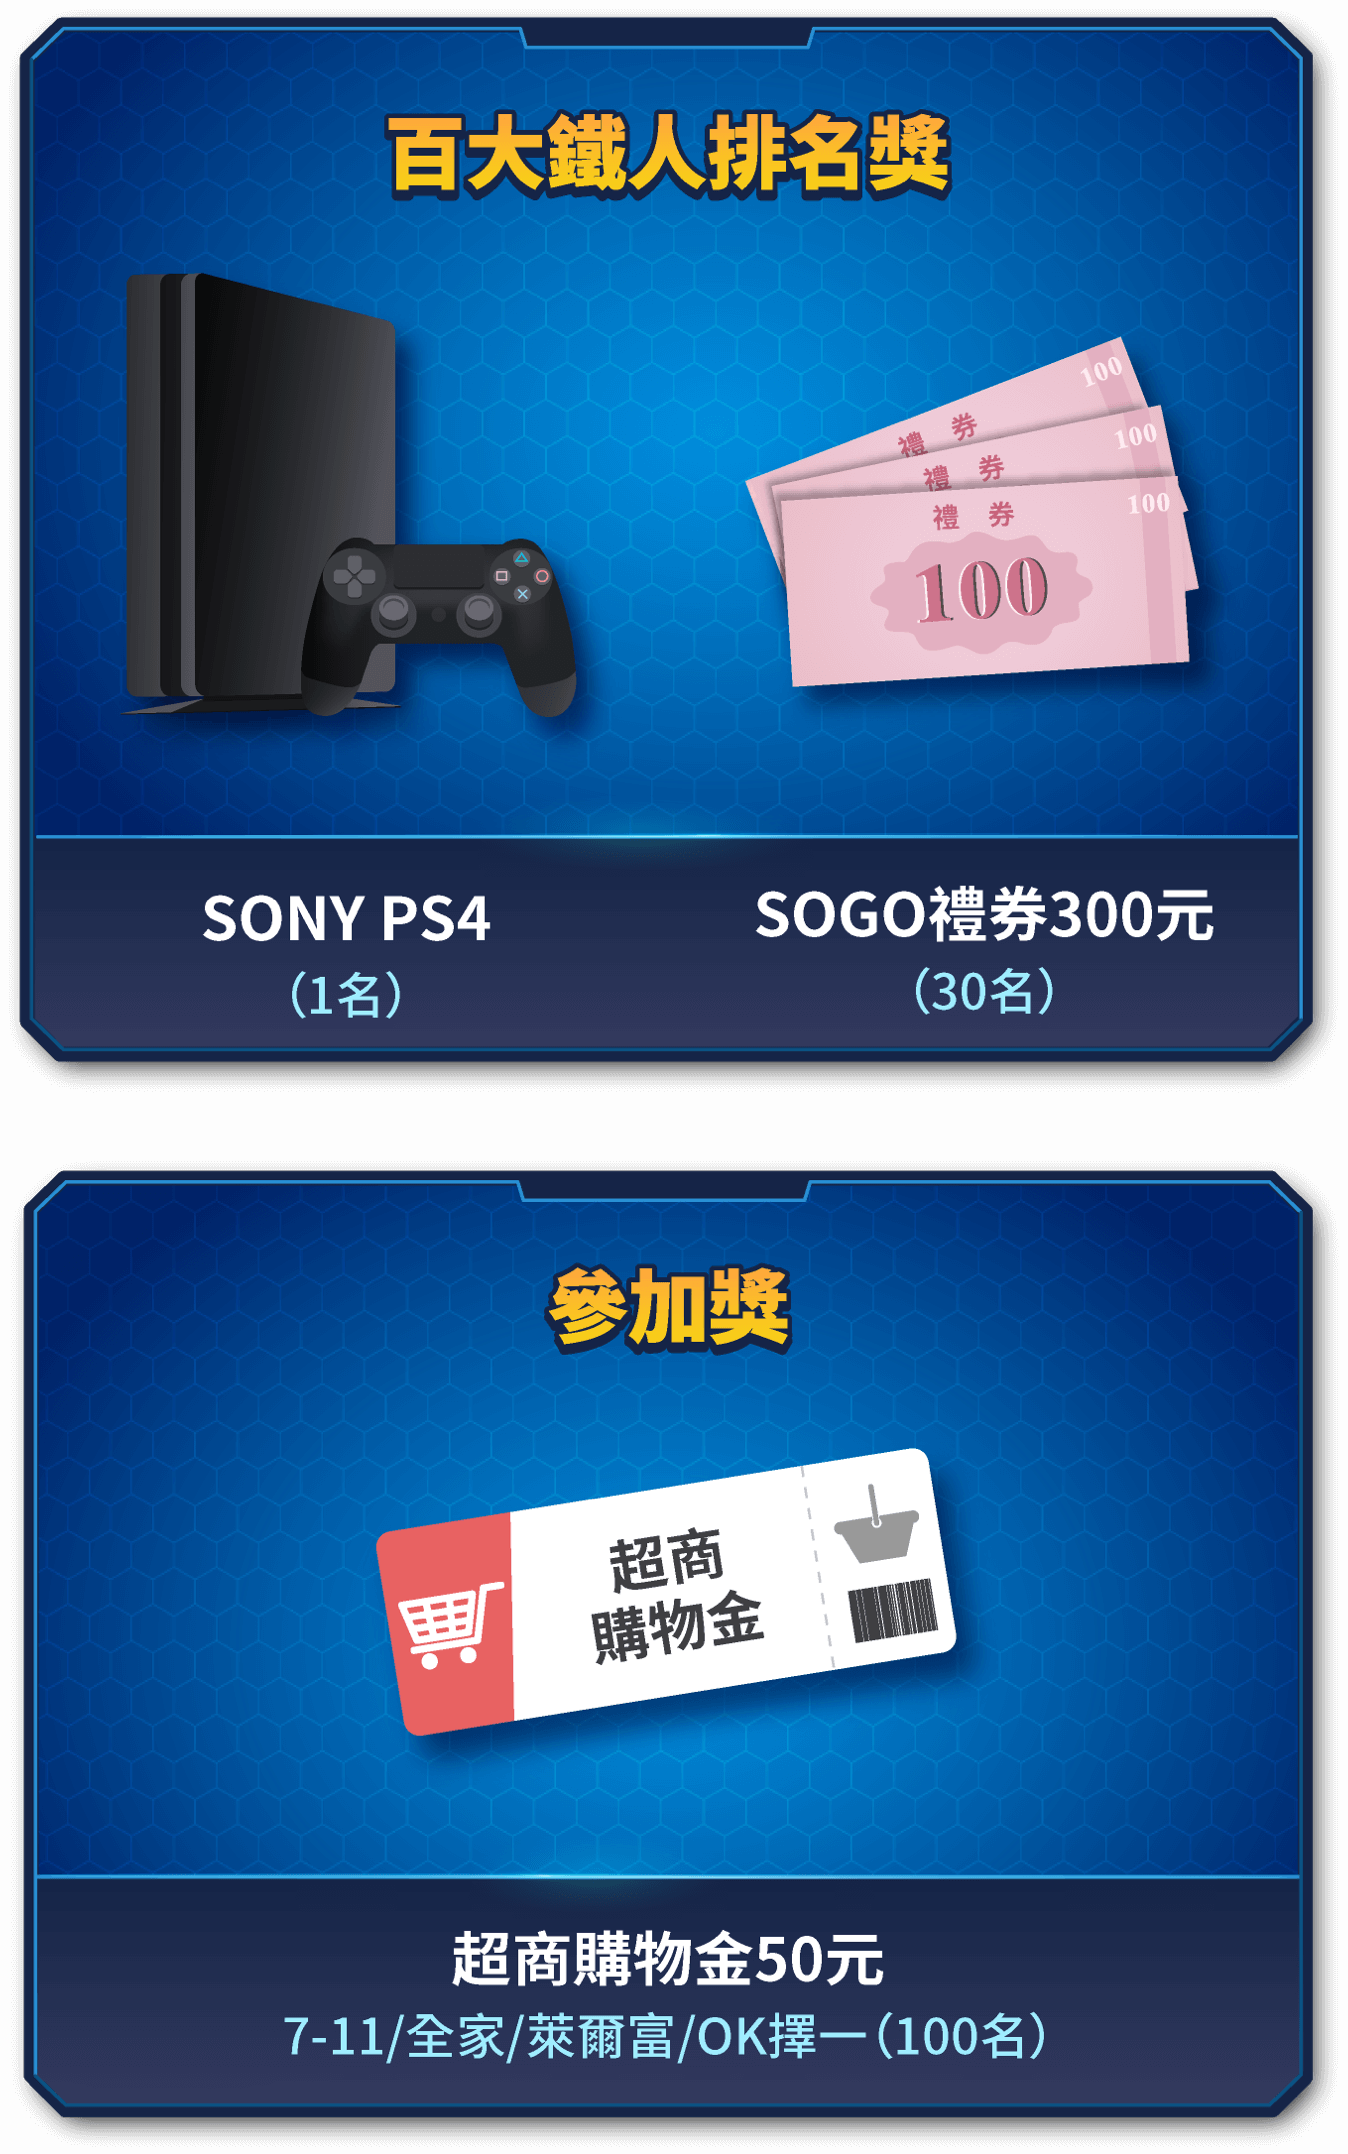 百大鐵人排名獎
禮 券 100
禮 券 100
禮 券 100
100
SONY PS4
（1名）
SOGO禮券300元
（30名）
參加獎
超商
購物金
超商購物金50元
7-11/全家/萊爾富/OK擇一（100名）